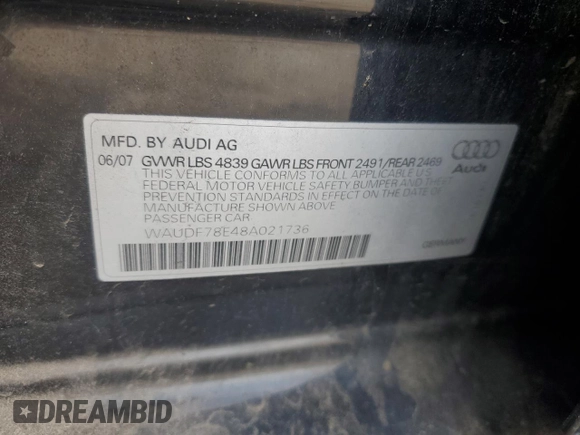 MFD. BY AUDI AG
06/07 GVWR LBS 4839 GAWR LBS FRONT 2491/REAR 2469
THIS VEHICLE CONFORMS TO ALL APPLICABLE U S
FEDERAL MOTOR VEHICLE SAFETY BUMPER AND THEFT
PREVENTION STANDARDS IN EFFECT ON THE DATE OF
MANUFACTURE SHOWN ABOVE
PASSENGER CAR
WAUDF78E48A021736
Audi
GERMANY
DREAMBID